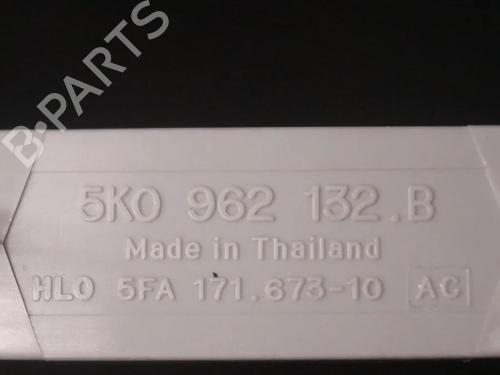 B-PARTS
5K0 962 132.B
Made in Thailand
HLO 5FA 171.673-10 AC